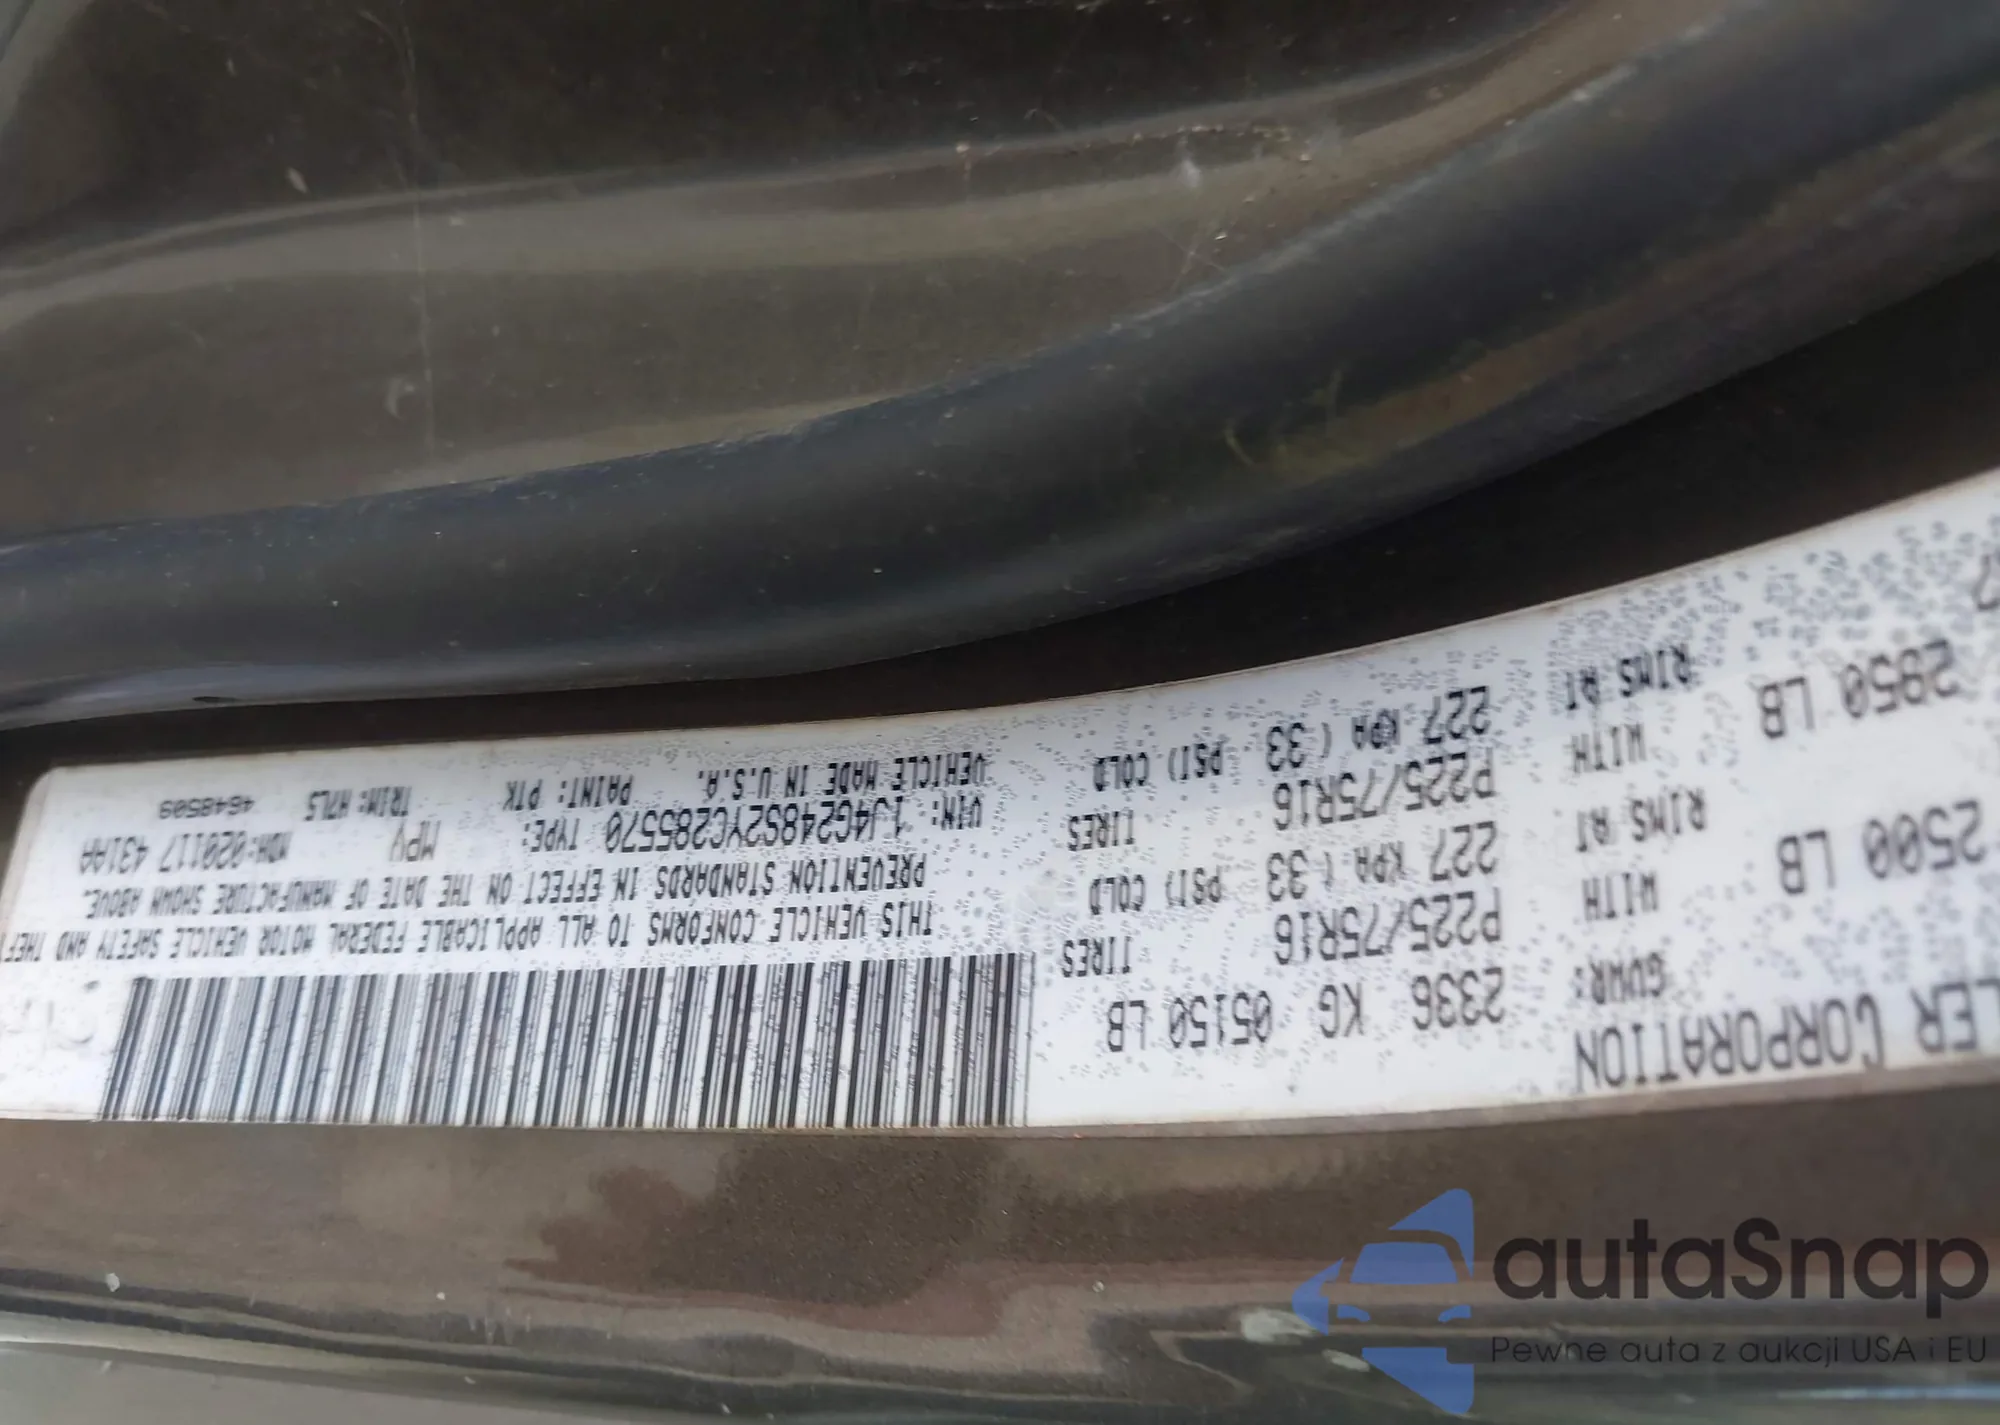 LER CORPORATION
GVWR: 2336 KG 05150 LB
2500 LB WITH P225/75R16 TIRES
RIMS AT 227 KPA ( 33 PSI) COLD
2850 LB WITH P225/75R16 TIRES
RIMS AT 227 KPA ( 33 PSI) COLD
THIS VEHICLE CONFORMS TO ALL APPLICABLE FEDERAL MOTOR VEHICLE SAFETY AND THEFT
PREVENTION STANDARDS IN EFFECT ON THE DATE OF MANUFACTURE SHOWN ABOVE.
VIN: 1J4G248S2YC285570 TYPE: MPV MDH:020117 431AA
VEHICLE MADE IN U.S.A. PAINT: PTK TRIM: H7L5 4648509
autaSnap
Pewne auta z aukcji USA i EU